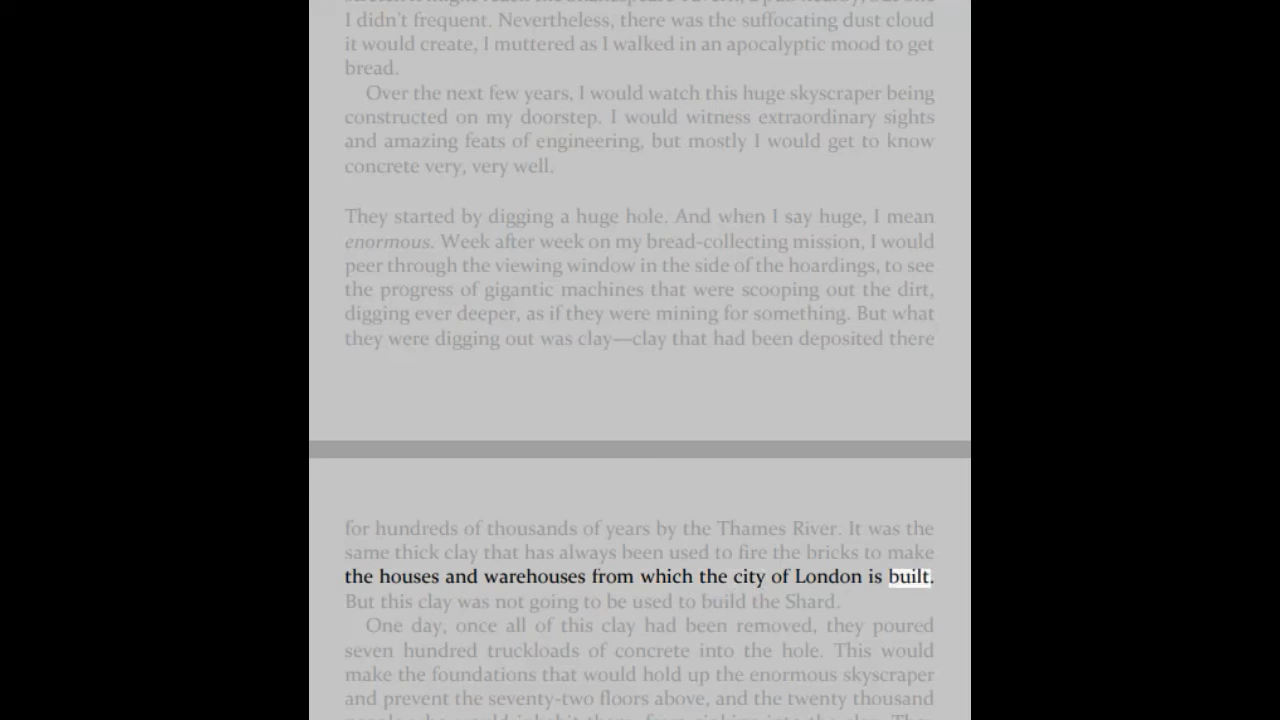 I didn't frequent. Nevertheless, there was the suffocating dust cloud
it would create, I muttered as I walked in an apocalyptic mood to get
bread.
Over the next few years, I would watch this huge skyscraper being
constructed on my doorstep. I would witness extraordinary sights
and amazing feats of engineering, but mostly I would get to know
concrete very, very well.
They started by digging a huge hole. And when I say huge, I mean
enormous. Week after week on my bread-collecting mission, I would
peer through the viewing window in the side of the hoardings, to see
the progress of gigantic machines that were scooping out the dirt,
digging ever deeper, as if they were mining for something. But what
they were digging out was clay—clay that had been deposited there
for hundreds of thousands of years by the Thames River. It was the
same thick clay that has always been used to fire the bricks to make
the houses and warehouses from which the city of London is built.
But this clay was not going to be used to build the Shard.
One day, once all of this clay had been removed, they poured
seven hundred truckloads of concrete into the hole. This would
make the foundations that would hold up the enormous skyscraper
and prevent the seventy-two floors above, and the twenty thousand